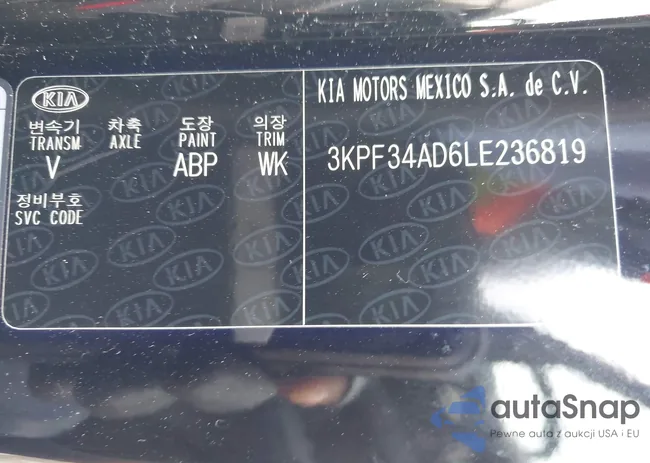 KIA
변속기 차축 도장 의장
TRANSM. AXLE PAINT TRIM
V ABP WK
정비부호
SVC CODE
KIA MOTORS MEXICO S.A. de C.V.
3KPF34AD6LE236819
autoSnap
Pewne auta z aukcji USA i EU